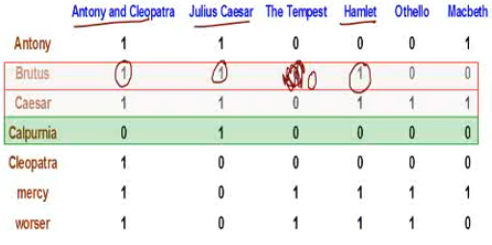 Antony and Cleopatra Julius Caesar The Tempest Hamlet Othello Macbeth
Antony 1 1 0 0 0 1
Brutus 1 1 0 1 0 0
Caesar 1 1 0 1 1 1
Calpurnia 0 1 0 0 0 0
Cleopatra 1 0 0 0 0 0
mercy 1 0 1 1 1 1
worser 1 0 1 1 1 0